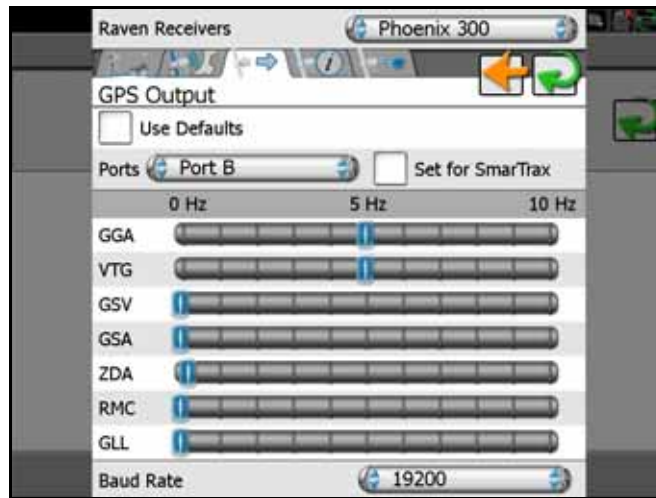 Raven Receivers Phoenix 300
GPS Output
Use Defaults
Ports Port B Set for SmarTrax
0 Hz 5 Hz 10 Hz
GGA
VTG
GSV
GSA
ZDA
RMC
GLL
Baud Rate 19200